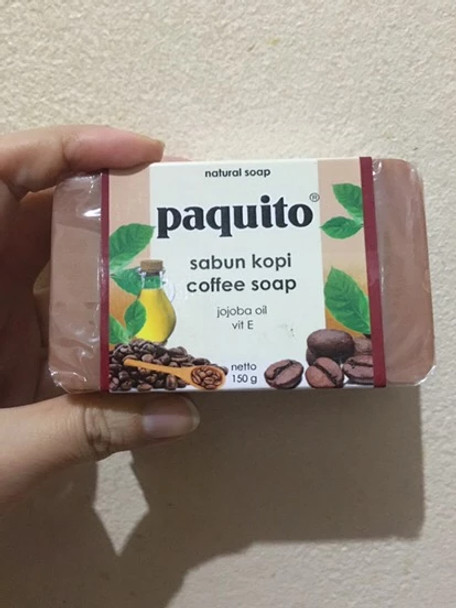 natural soap
paquito®
sabun kopi
coffee soap
jojoba oil
vit E
netto
150 g